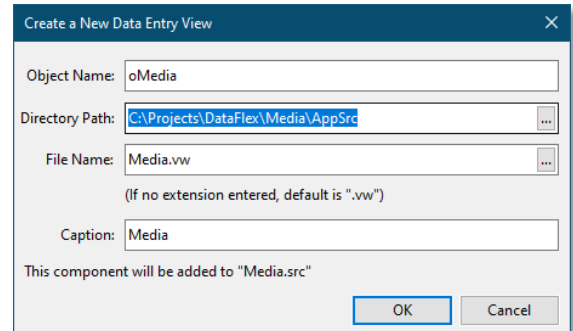 Create a New Data Entry View
Object Name: oMedia
Directory Path: C:\Projects\DataFlex\Media\AppSrc ...
File Name: Media.vw ...
(If no extension entered, default is ".vw")
Caption: Media
This component will be added to "Media.src"
OK Cancel